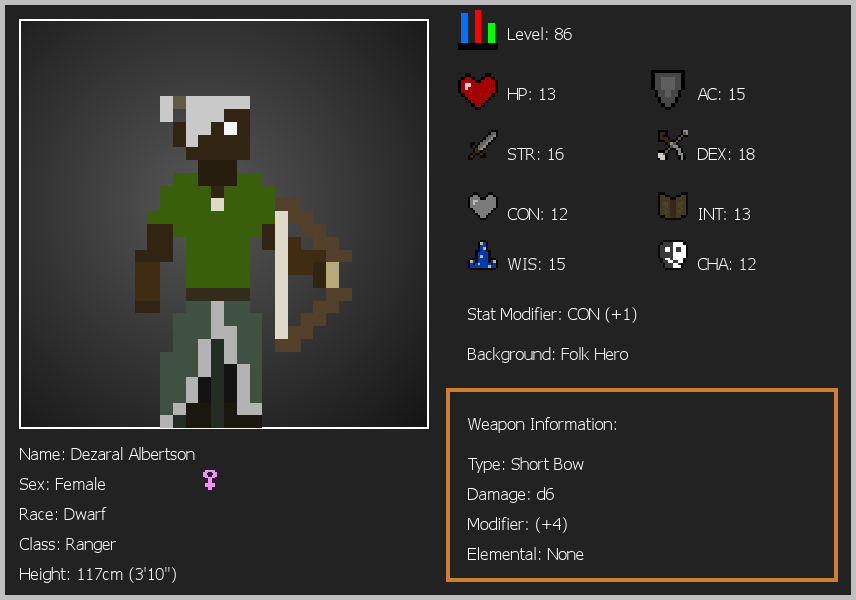 Level: 86
HP: 13
AC: 15
STR: 16
DEX: 18
CON: 12
INT: 13
WIS: 15
CHA: 12
Stat Modifier: CON (+1)
Background: Folk Hero
Weapon Information:
Type: Short Bow
Damage: d6
Modifier: (+4)
Elemental: None
Name: Dezaral Albertson
Sex: Female
Race: Dwarf
Class: Ranger
Height: 117cm (3'10")